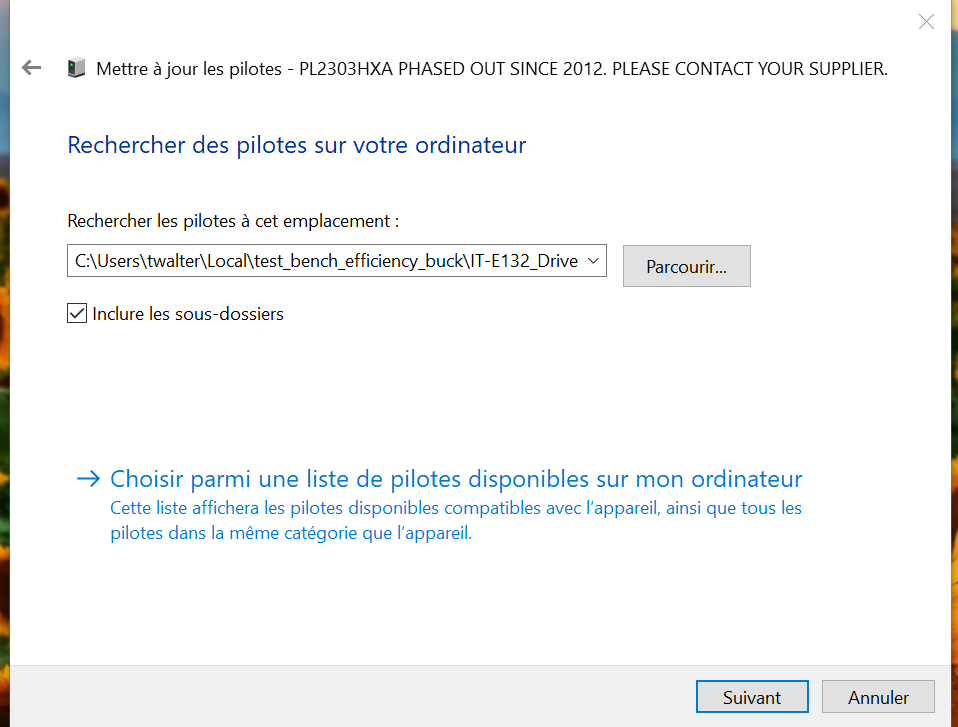 Mettre à jour les pilotes - PL2303HXA PHASED OUT SINCE 2012. PLEASE CONTACT YOUR SUPPLIER.
Rechercher des pilotes sur votre ordinateur
Rechercher les pilotes à cet emplacement :
C:\Users\twalter\Local\test_bench_efficiency_buck\IT-E132_Drive
Parcourir...
Inclure les sous-dossiers
Choisir parmi une liste de pilotes disponibles sur mon ordinateur
Cette liste affichera les pilotes disponibles compatibles avec l’appareil, ainsi que tous les
pilotes dans la même catégorie que l’appareil.
Suivant
Annuler